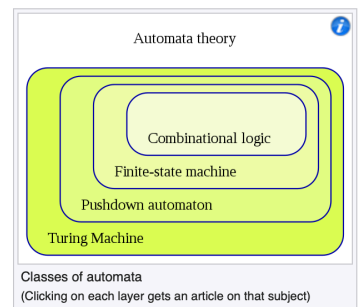 Automata theory
Combinational logic
Finite-state machine
Pushdown automaton
Turing Machine
Classes of automata
(Clicking on each layer gets an article on that subject)